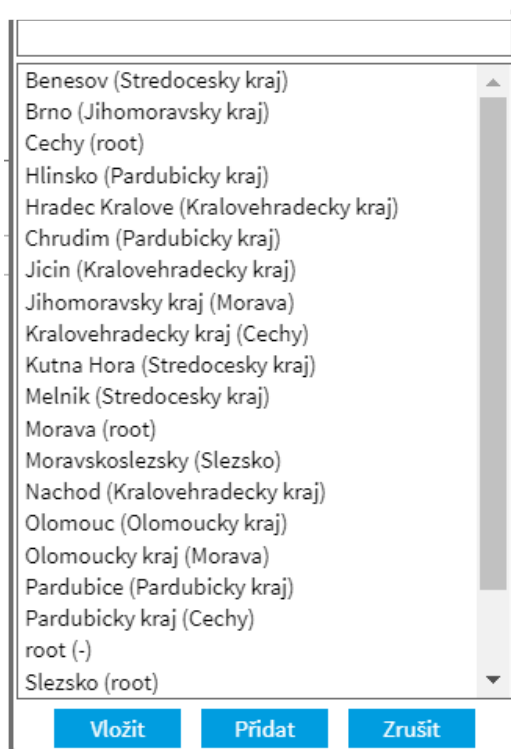 Benesov (Stredocesky kraj)
Brno (Jihomoravsky kraj)
Cechy (root)
Hlinsko (Pardubicky kraj)
Hradec Kralove (Kralovehradecky kraj)
Chrudim (Pardubicky kraj)
Jicin (Kralovehradecky kraj)
Jihomoravsky kraj (Morava)
Kralovehradecky kraj (Cechy)
Kutna Hora (Stredocesky kraj)
Melnik (Stredocesky kraj)
Morava (root)
Moravskoslezsky (Slezsko)
Nachod (Kralovehradecky kraj)
Olomouc (Olomoucky kraj)
Olomoucky kraj (Morava)
Pardubice (Pardubicky kraj)
Pardubicky kraj (Cechy)
root (-)
Slezsko (root)
Vložit Přidat Zrušit